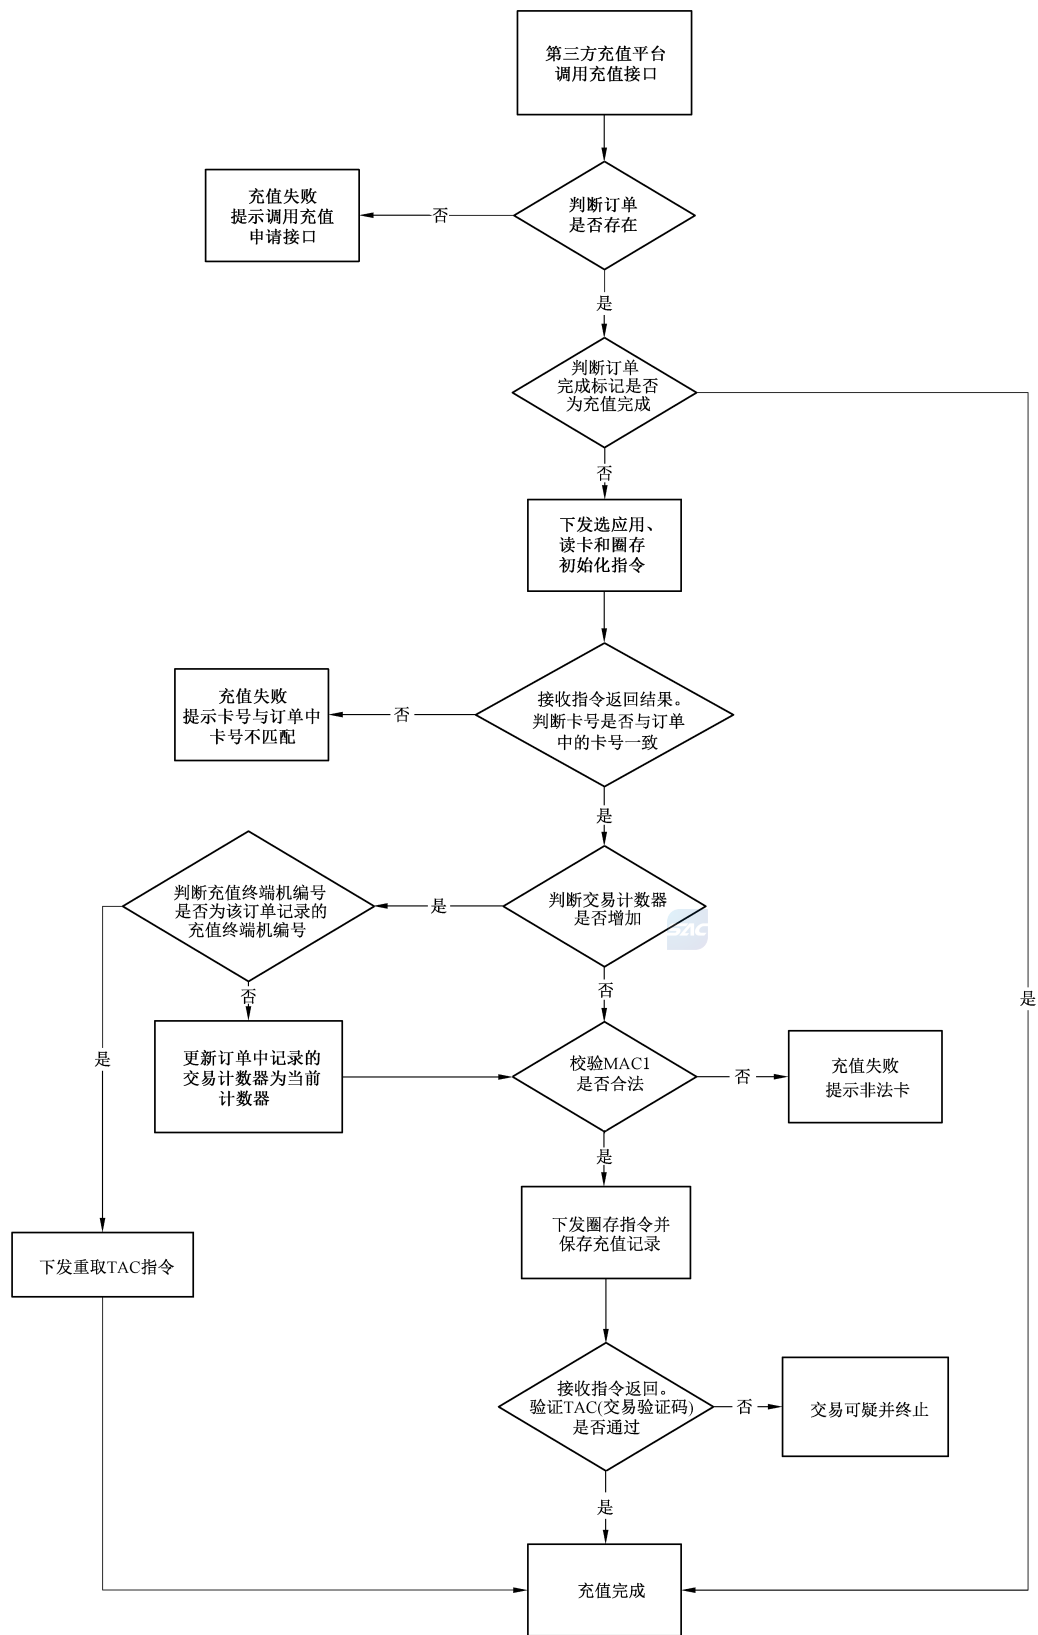 第三方充值平台
调用充值接口
判断订单
是否存在
否
充值失败
提示调用充值
申请接口
是
判断订单
完成标记是否
为充值完成
否
下发选应用、
读卡和圈存
初始化指令
接收指令返回结果。
判断卡号是否与订单
中的卡号一致
否
充值失败
提示卡号与订单中
卡号不匹配
是
判断交易计数器
是否增加
是
判断充值终端机编号
是否为该订单记录的
充值终端机编号
SAC
否
否
是
是
更新订单中记录的
交易计数器为当前
计数器
校验MAC1
是否合法
否
充值失败
提示非法卡
是
下发圈存指令并
保存充值记录
下发重取TAC指令
接收指令返回。
验证TAC(交易验证码)
是否通过
否
交易可疑并终止
是
充值完成